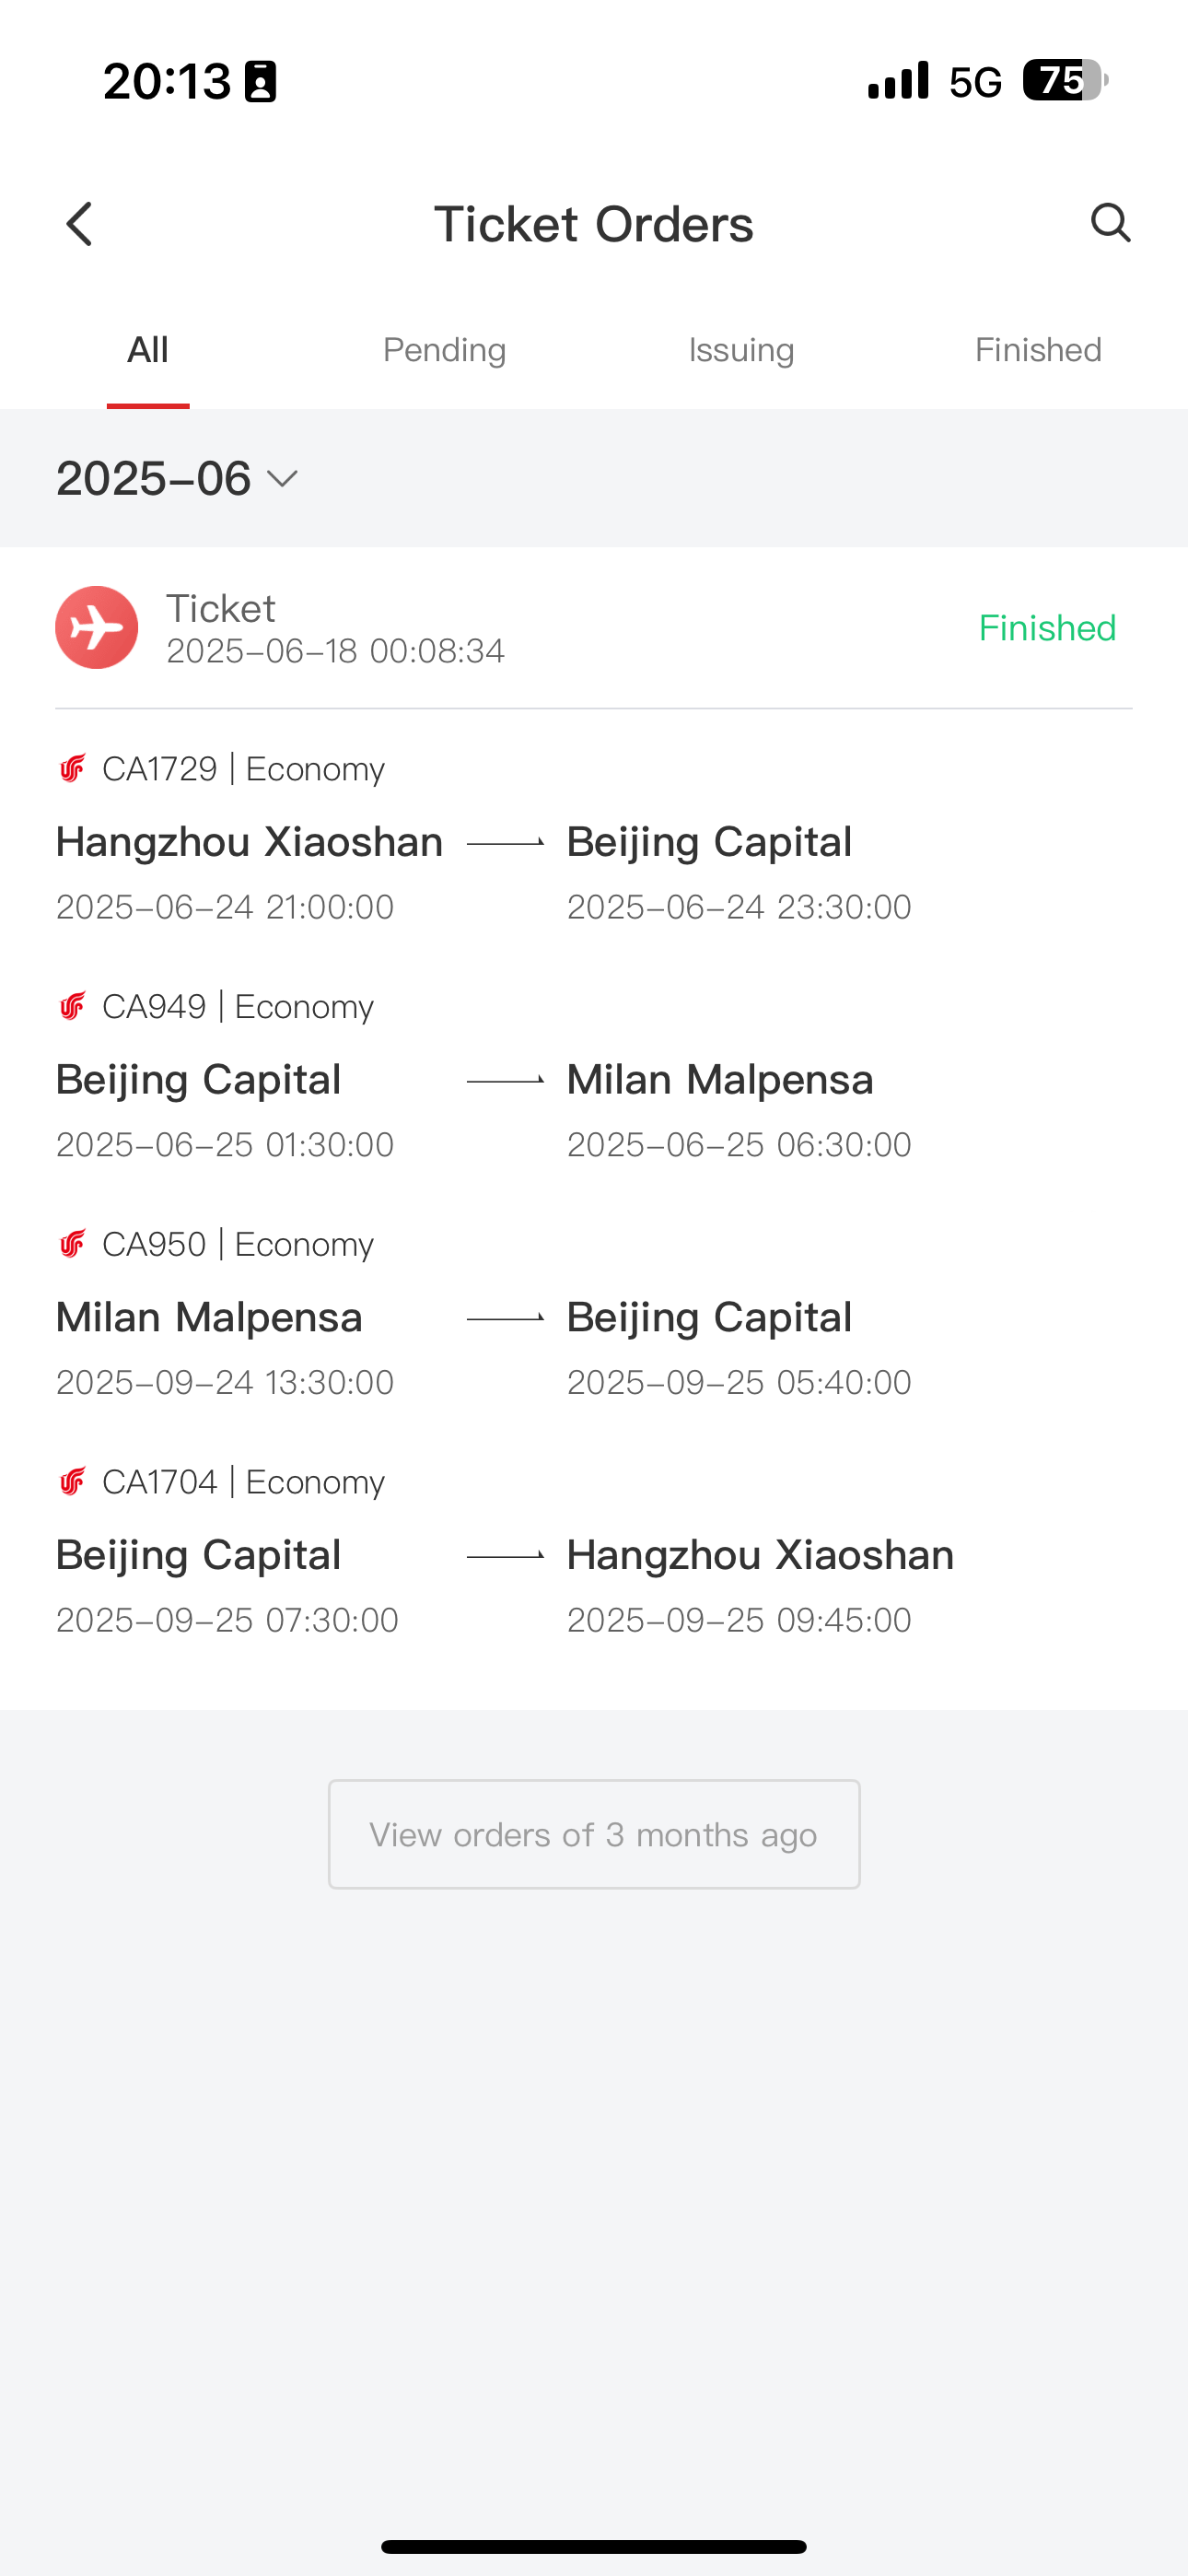 20:13 5G 75
Ticket Orders
All Pending Issuing Finished
2025-06
Ticket
2025-06-18 00:08:34
Finished
CA1729 | Economy
Hangzhou Xiaoshan Beijing Capital
2025-06-24 21:00:00 2025-06-24 23:30:00
CA949 | Economy
Beijing Capital Milan Malpensa
2025-06-25 01:30:00 2025-06-25 06:30:00
CA950 | Economy
Milan Malpensa Beijing Capital
2025-09-24 13:30:00 2025-09-25 05:40:00
CA1704 | Economy
Beijing Capital Hangzhou Xiaoshan
2025-09-25 07:30:00 2025-09-25 09:45:00
View orders of 3 months ago